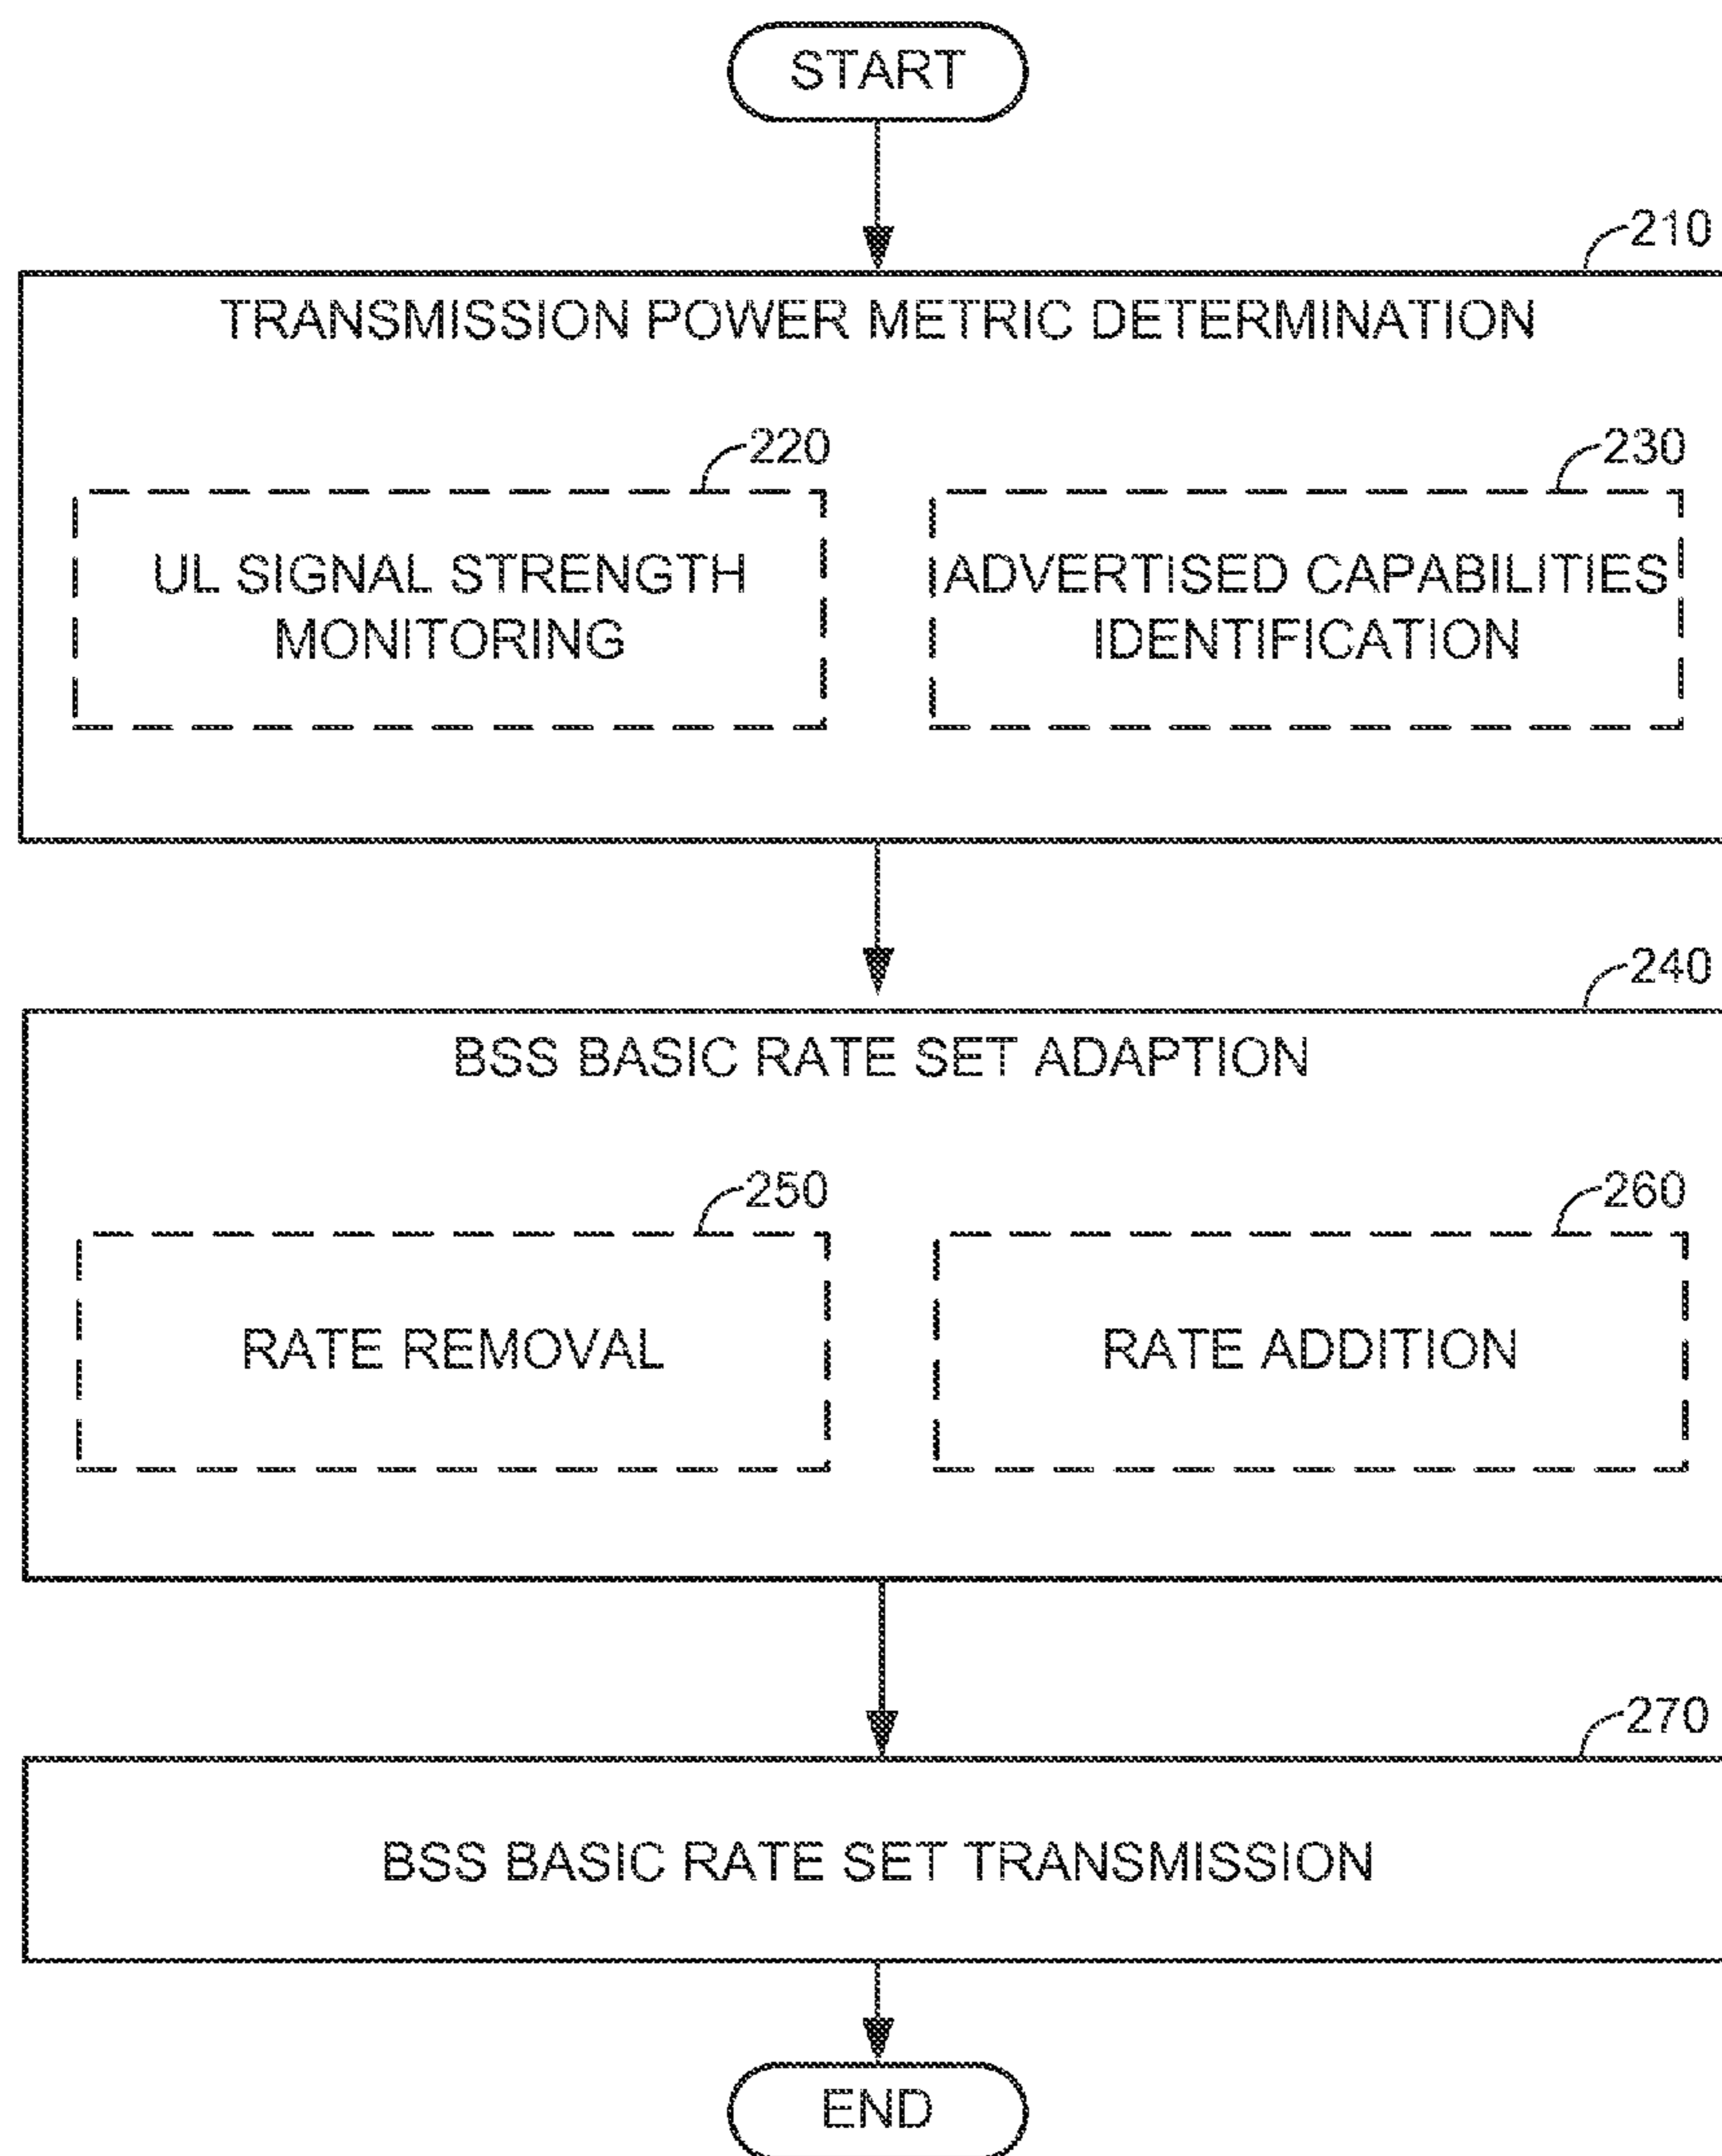 START
210
TRANSMISSION POWER METRIC DETERMINATION
220
230
UL SIGNAL STRENGTH
MONITORING
ADVERTISED CAPABILITIES
IDENTIFICATION
240
BSS BASIC RATE SET ADAPTION
250
260
RATE REMOVAL
RATE ADDITION
270
BSS BASIC RATE SET TRANSMISSION
END